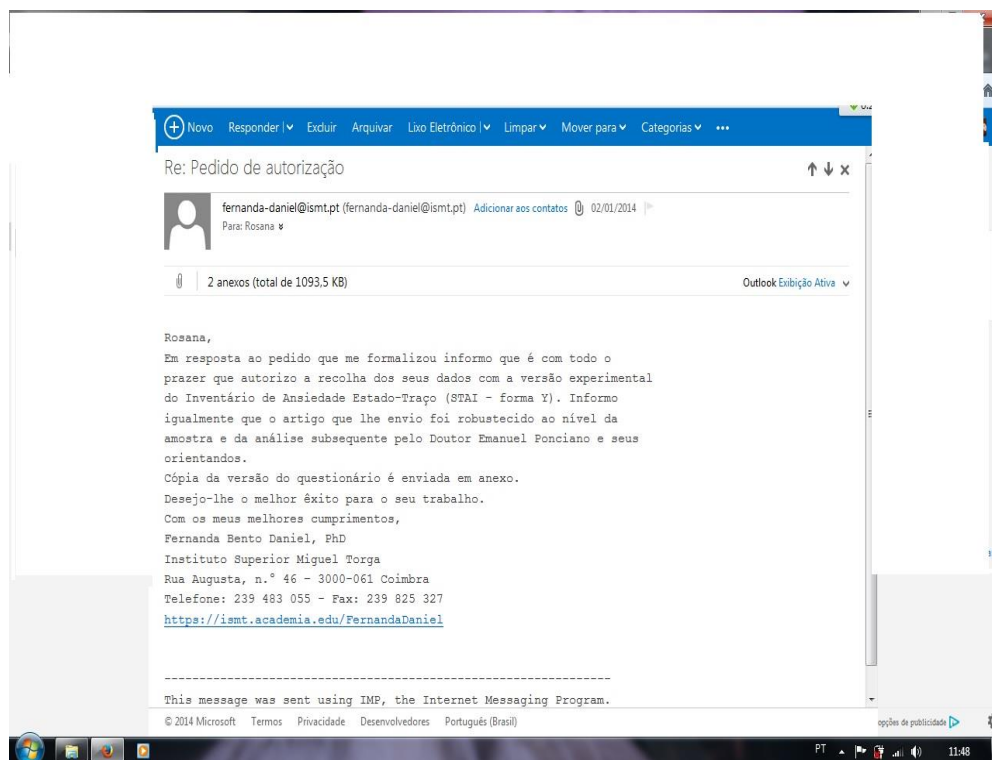 Novo Responder Excluir Arquivar Lixo Eletrônico Limpar Mover para Categorias •••
Re: Pedido de autorização
fernanda-daniel@ismt.pt (fernanda-daniel@ismt.pt) Adicionar aos contatos 02/01/2014
Para: Rosana
2 anexos (total de 1093,5 KB) Outlook Exibição Ativa
Rosana,
Em resposta ao pedido que me formalizou informo que é com todo o
prazer que autorizo a recolha dos seus dados com a versão experimental
do Inventário de Ansiedade Estado-Traço (STAI - forma Y). Informo
igualmente que o artigo que lhe envio foi robustecido ao nível da
amostra e da análise subsequente pelo Doutor Emanuel Ponciano e seus
orientandos.
Cópia da versão do questionário é enviada em anexo.
Desejo-lhe o melhor êxito para o seu trabalho.
Com os meus melhores cumprimentos,
Fernanda Bento Daniel, PhD
Instituto Superior Miguel Torga
Rua Augusta, n.° 46 - 3000-061 Coimbra
Telefone: 239 483 055 - Fax: 239 825 327
https://ismt.academia.edu/FernandaDaniel
----------------------------------------------------------------
This message was sent using IMP, the Internet Messaging Program.
© 2014 Microsoft Termos Privacidade Desenvolvedores Português (Brasil) opções de publicidade
PT 11:48